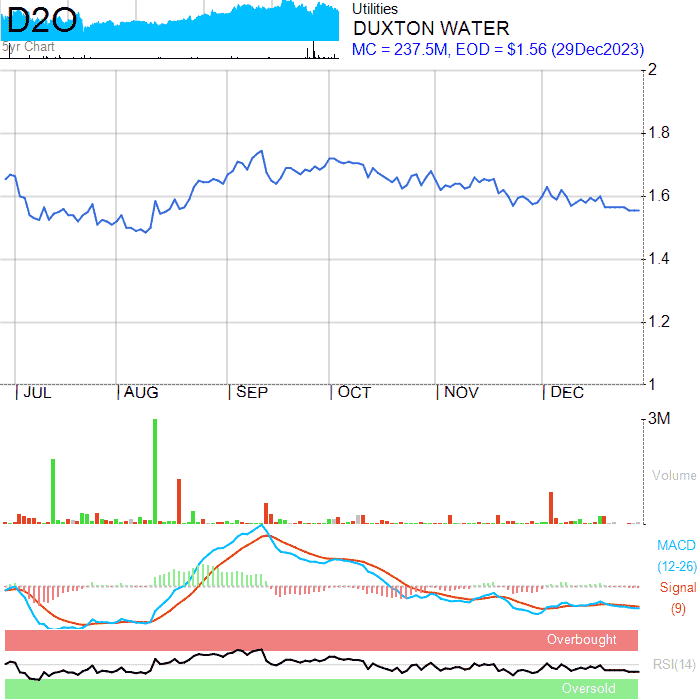 D2O
5yr Chart
Utilities
DUXTON WATER
MC = 237.5M, EOD = $1.56 (29Dec2023)
2
1.8
1.6
1.4
1.2
1
JUL AUG SEP OCT NOV DEC
3M
Volume
MACD
(12-26)
Signal
(9)
Overbought
RSI(14)
Oversold